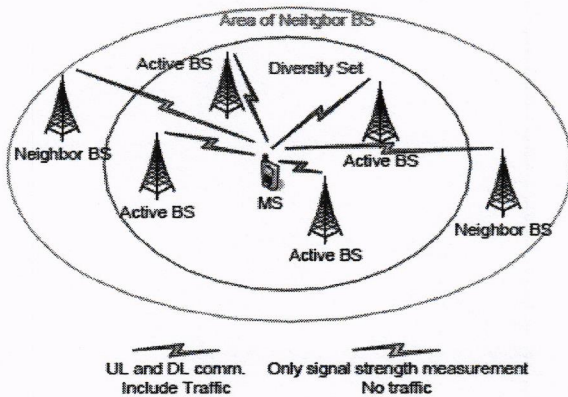 Area of Neihgbor BS
Active BS
Diversity Set
Neighbor BS
Active BS
Active BS
MS
Active BS
Neighbor BS
UL and DL comm.
Include Traffic
Only signal strength measurement
No traffic